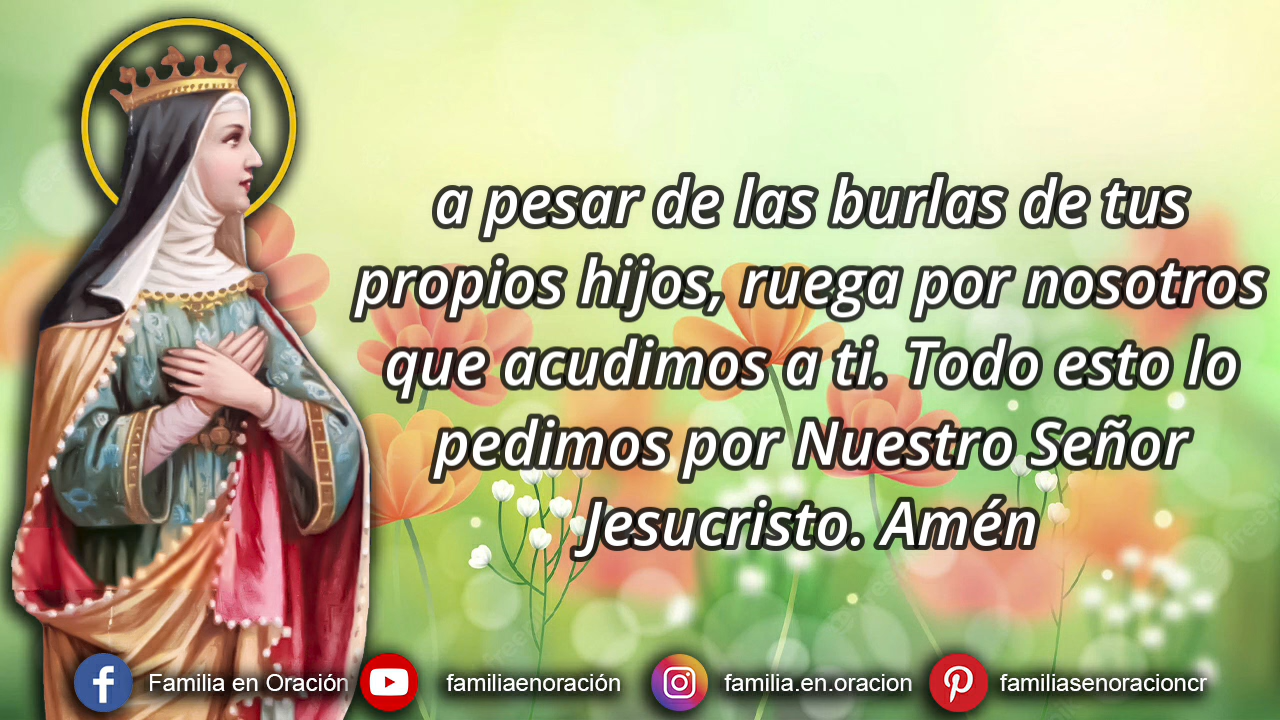 a pesar de las burlas de tus
propios hijos, ruega por nosotros
que acudimos a ti. Todo esto lo
pedimos por Nuestro Señor
Jesucristo. Amén
Familia en Oración
familiaenoración
familia.en.oracion
familiasenoracioncr